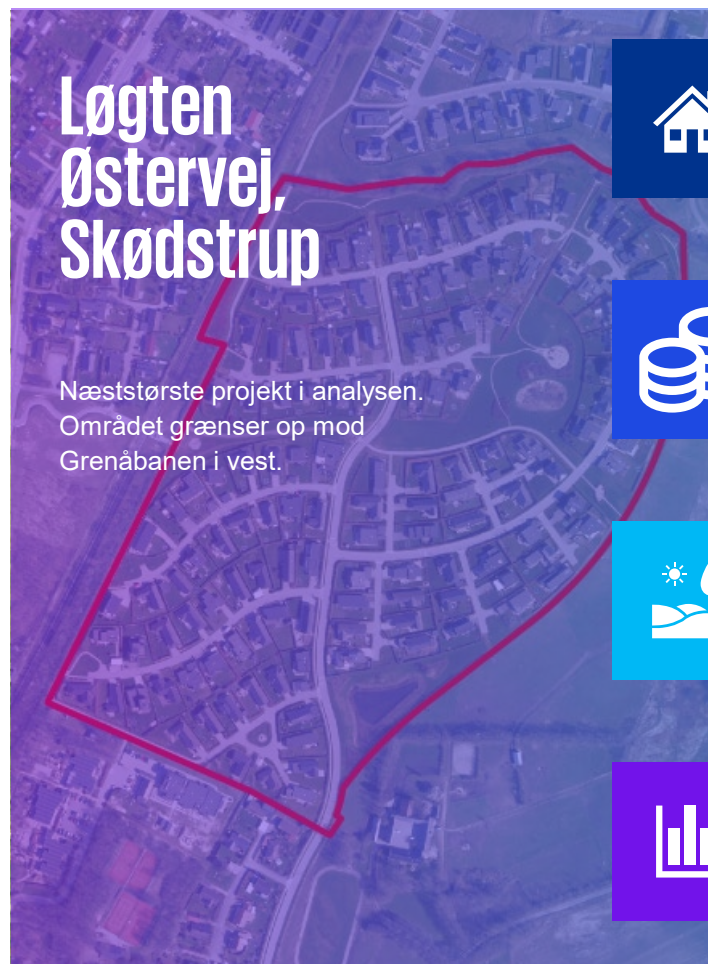 Løgten
Østervej,
Skødstrup
Næststørste projekt i analysen.
Området grænser op mod
Grenåbanen i vest.